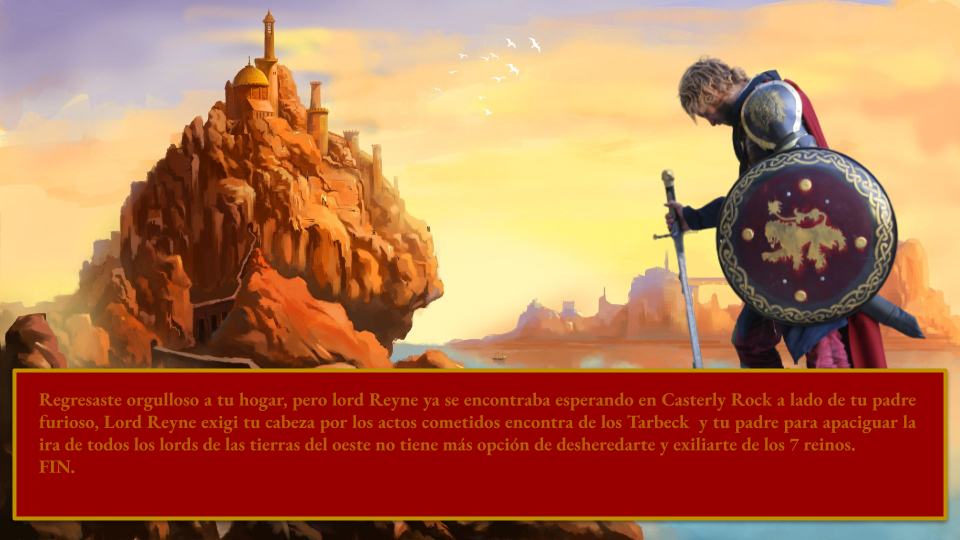 Regresaste orgulloso a tu hogar, pero lord Reyne ya se encontraba esperando en Casterly Rock a lado de tu padre
furioso, Lord Reyne exigi tu cabeza por los actos cometidos encontra de los Tarbeck  y tu padre para apaciguar la
ira de todos los lords de las tierras del oeste no tiene más opción de desheredarte y exiliarte de los 7 reinos.
FIN.